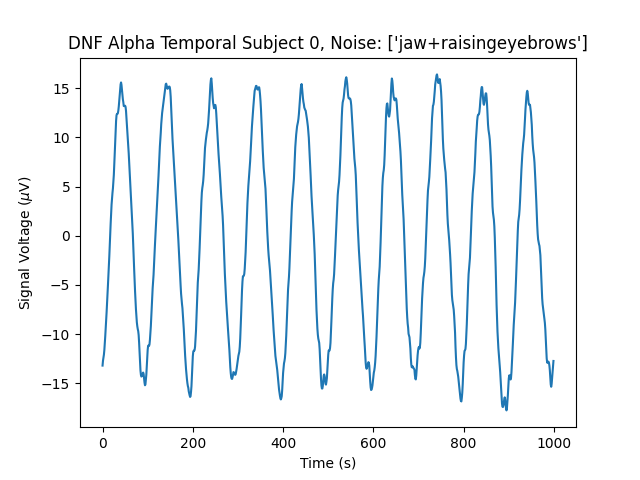 DNF Alpha Temporal Subject 0, Noise: ['jaw+raisingeyebrows']
Signal Voltage (μV)
15
10
5
0
−5
−10
−15
0 200 400 600 800 1000
Time (s)